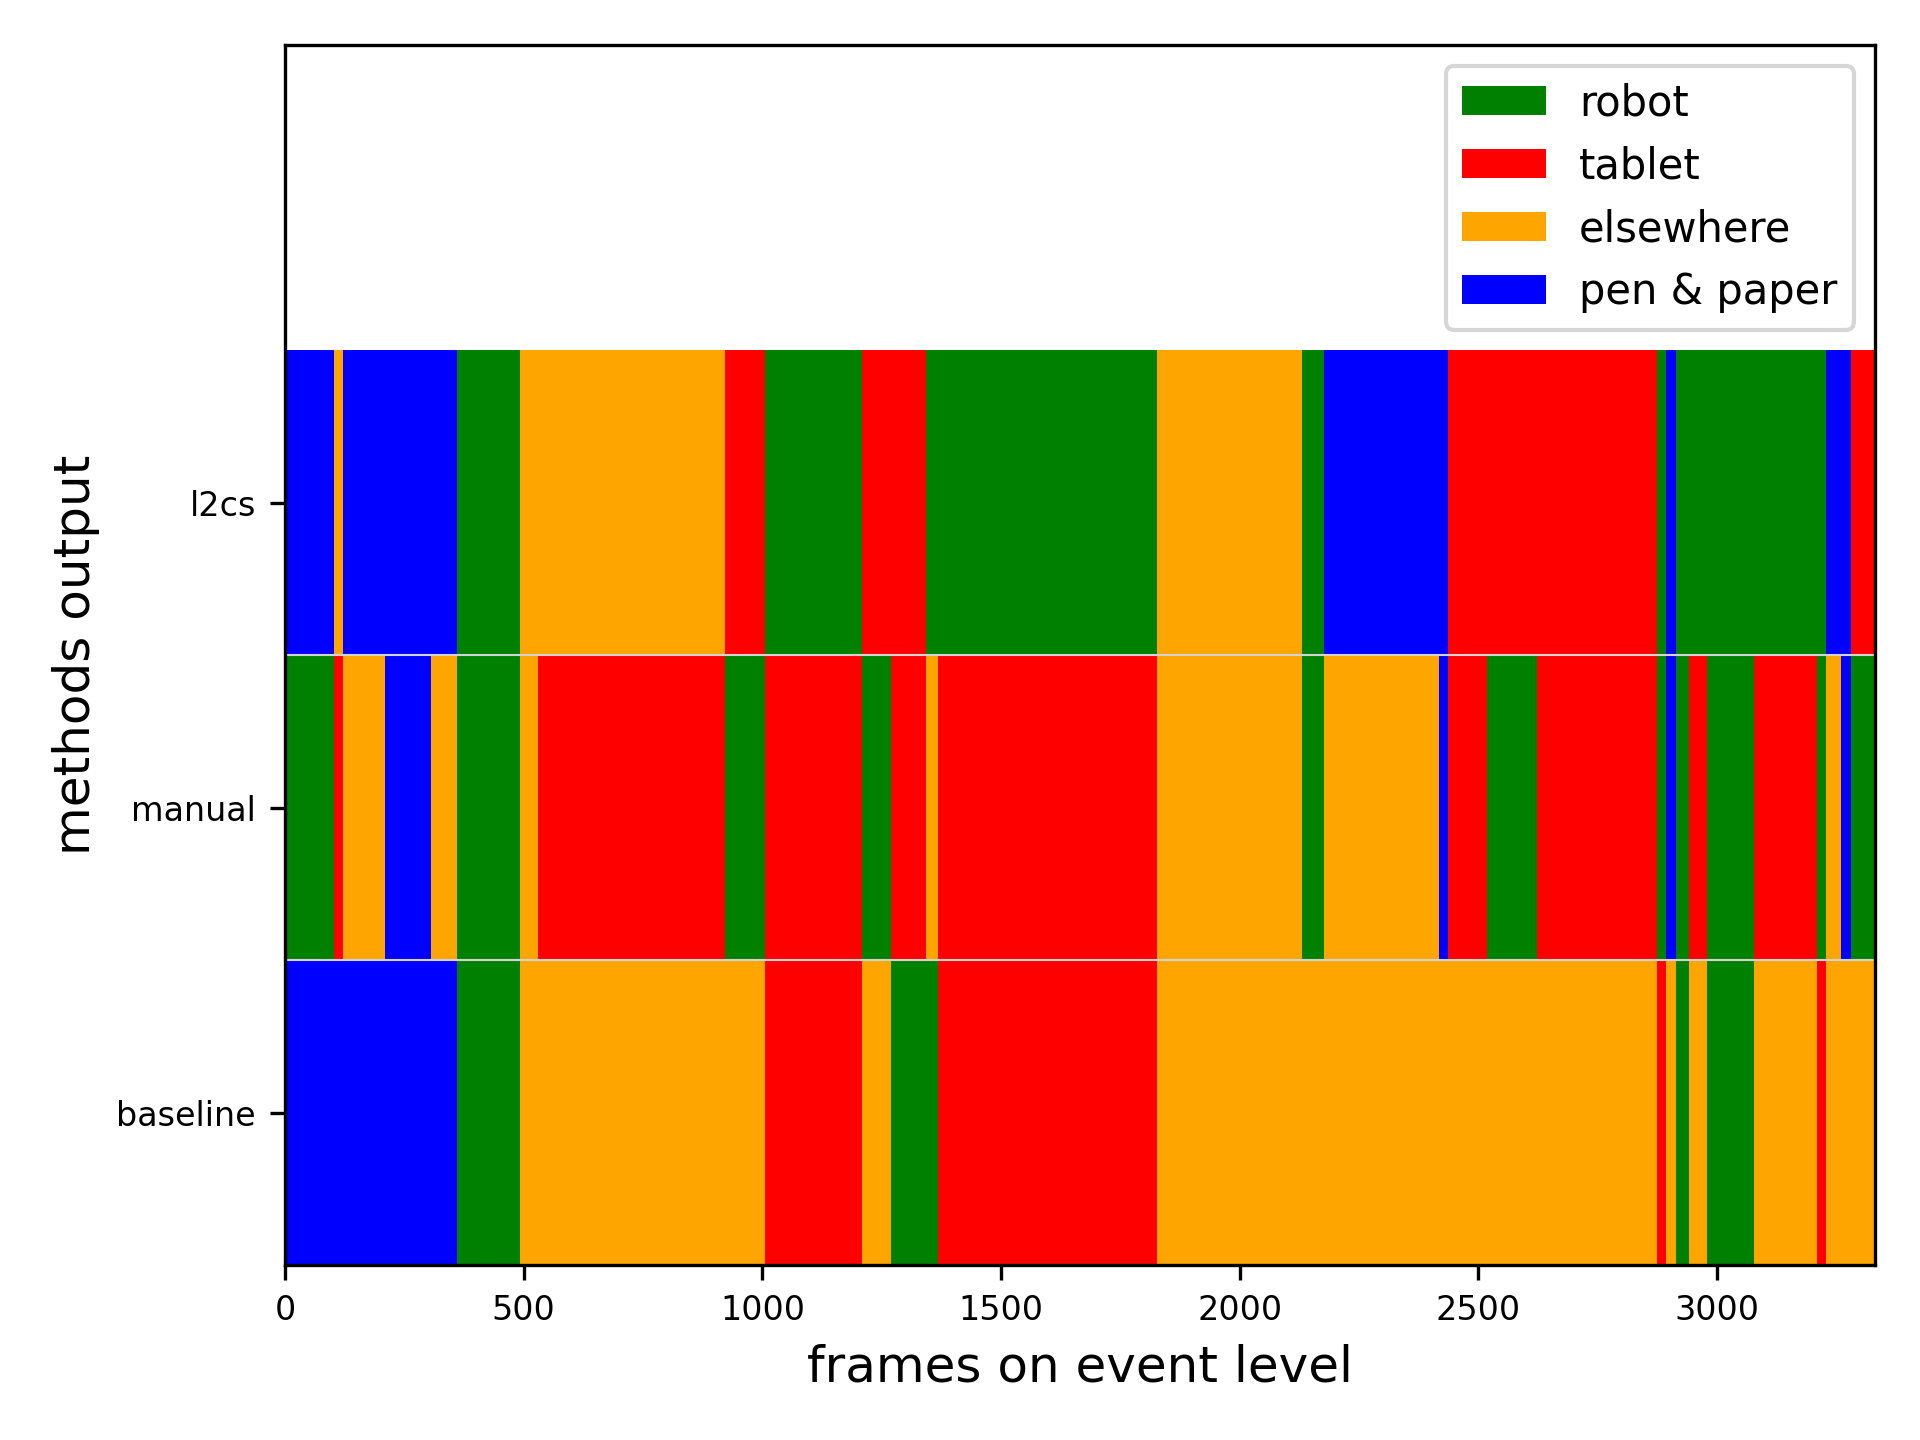 robot
tablet
elsewhere
pen & paper
methods output
l2cs
manual
baseline
0 500 1000 1500 2000 2500 3000
frames on event level